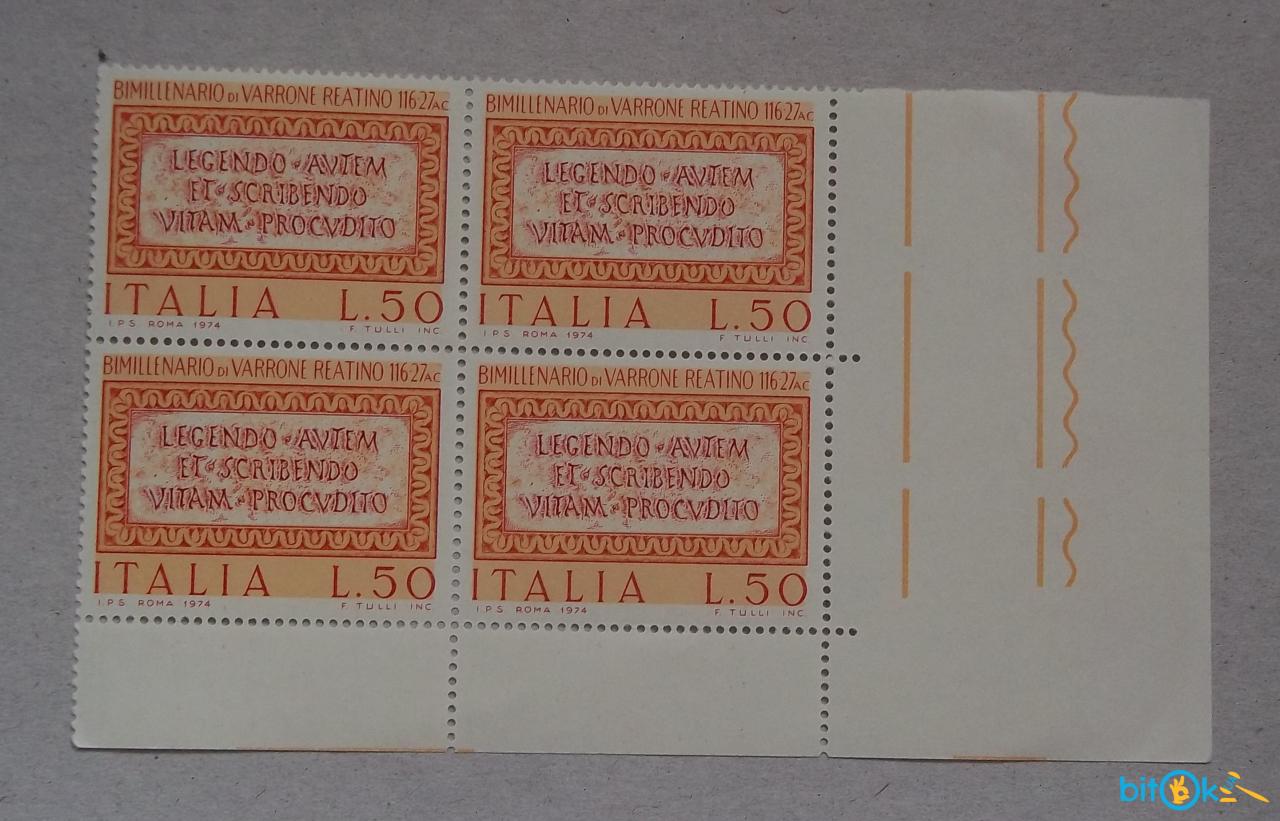 BIMILLENARIO DI VARRONE REATINO 116-27 AC
LEGENDO · AVTEM
ET · SCRIBENDO
VITAM · PROCVDITO
ITALIA L.50
I.P.S. ROMA 1974 F. TULLI INC.
BIMILLENARIO DI VARRONE REATINO 116-27 AC
LEGENDO · AVTEM
ET · SCRIBENDO
VITAM · PROCVDITO
ITALIA L.50
I.P.S. ROMA 1974 F. TULLI INC.
BIMILLENARIO DI VARRONE REATINO 116-27 AC
LEGENDO · AVTEM
ET · SCRIBENDO
VITAM · PROCVDITO
ITALIA L.50
I.P.S. ROMA 1974 F. TULLI INC.
BIMILLENARIO DI VARRONE REATINO 116-27 AC
LEGENDO · AVTEM
ET · SCRIBENDO
VITAM · PROCVDITO
ITALIA L.50
I.P.S. ROMA 1974 F. TULLI INC.
bitOk